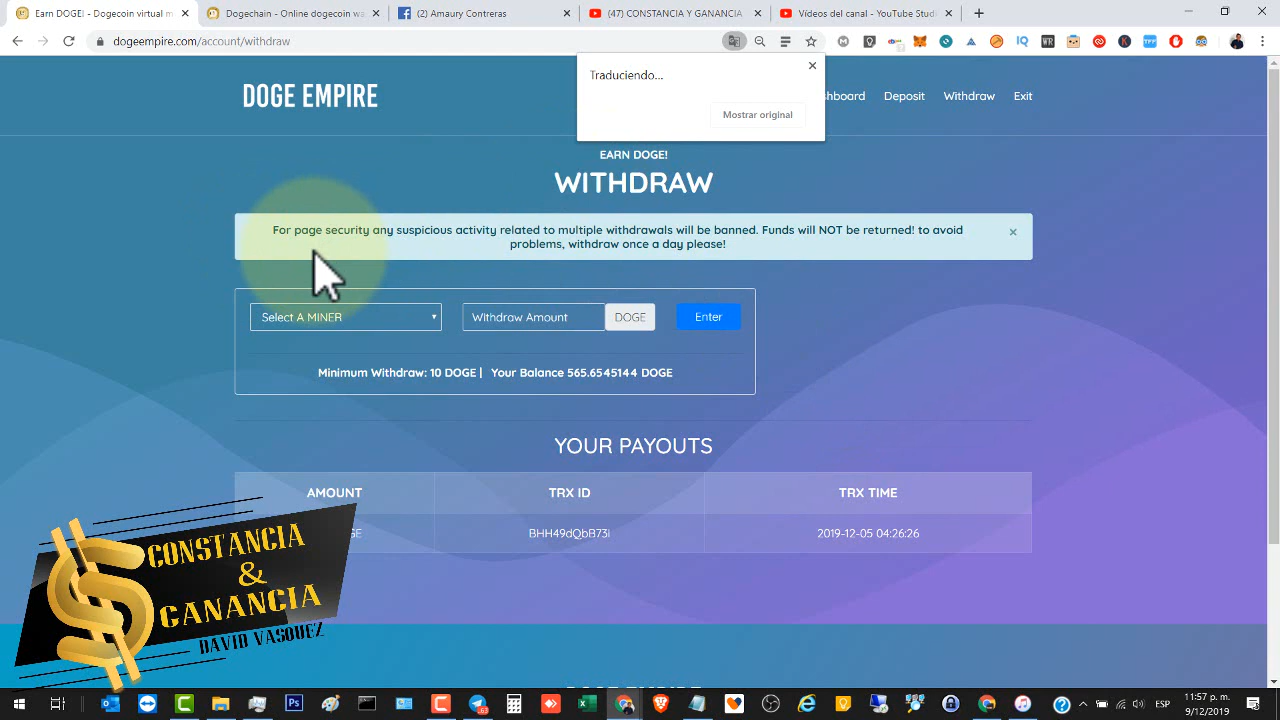 Earn DOGE! - Dogecoin virtual m
Dogechain - Online dogecoin wa
(2) Amaury Contreras
(47) CONSTANCIA Y GANANCIA
Vídeos del canal - YouTube Stud
dogeempire.com/account/withdraw
Traduciendo...
Mostrar original
DOGE EMPIRE
hboard
Deposit
Withdraw
Exit
EARN DOGE!
WITHDRAW
For page security any suspicious activity related to multiple withdrawals will be banned. Funds will NOT be returned! to avoid
problems, withdraw once a day please!
Select A MINER
Withdraw Amount
DOGE
Enter
Minimum Withdraw: 10 DOGE | Your Balance 565.6545144 DOGE
YOUR PAYOUTS
AMOUNT
TRX ID
TRX TIME
GE
BHH49dQbB73I
2019-12-05 04:26:26
CONSTANCIA
&
GANANCIA
DAVID VASQUEZ
ESP
11:57 p. m.
9/12/2019